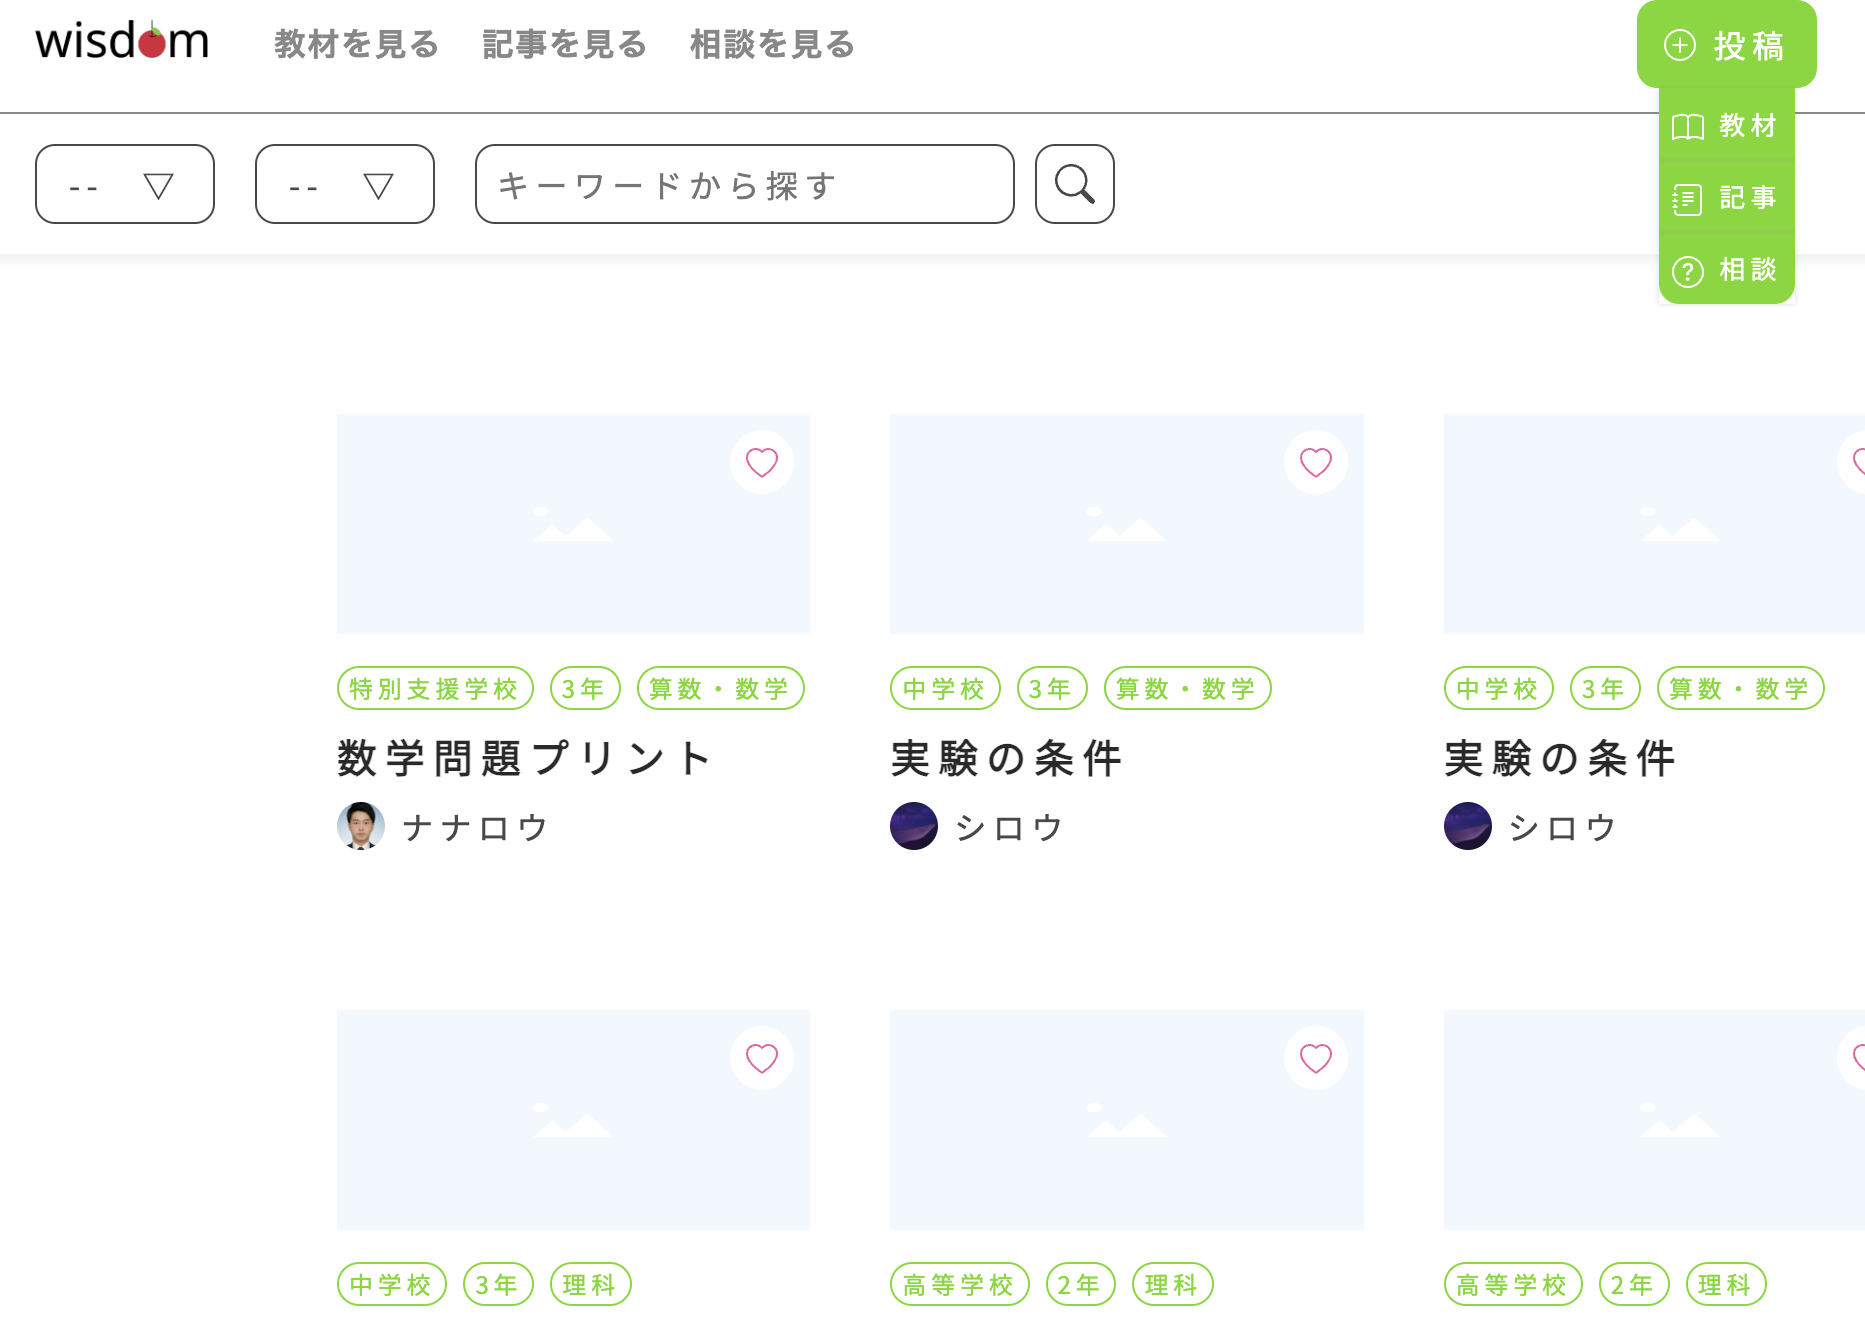 wisdom 教材を見る 記事を見る 相談を見る 投稿
教材
-- ▽ -- ▽ キーワードから探す
記事
相談
特別支援学校 3年 算数・数学 中学校 3年 算数・数学 中学校 3年 算数・数学
数学問題プリント 実験の条件 実験の条件
ナナロウ シロウ シロウ
中学校 3年 理科 高等学校 2年 理科 高等学校 2年 理科